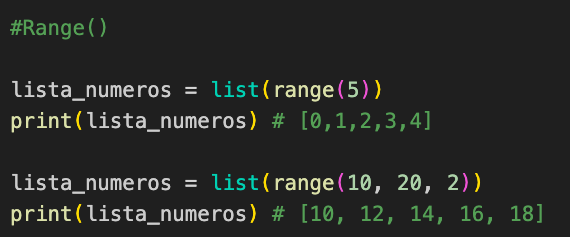 #Range()
lista_numeros = list(range(5))
print(lista_numeros) # [0,1,2,3,4]
lista_numeros = list(range(10, 20, 2))
print(lista_numeros) # [10, 12, 14, 16, 18]